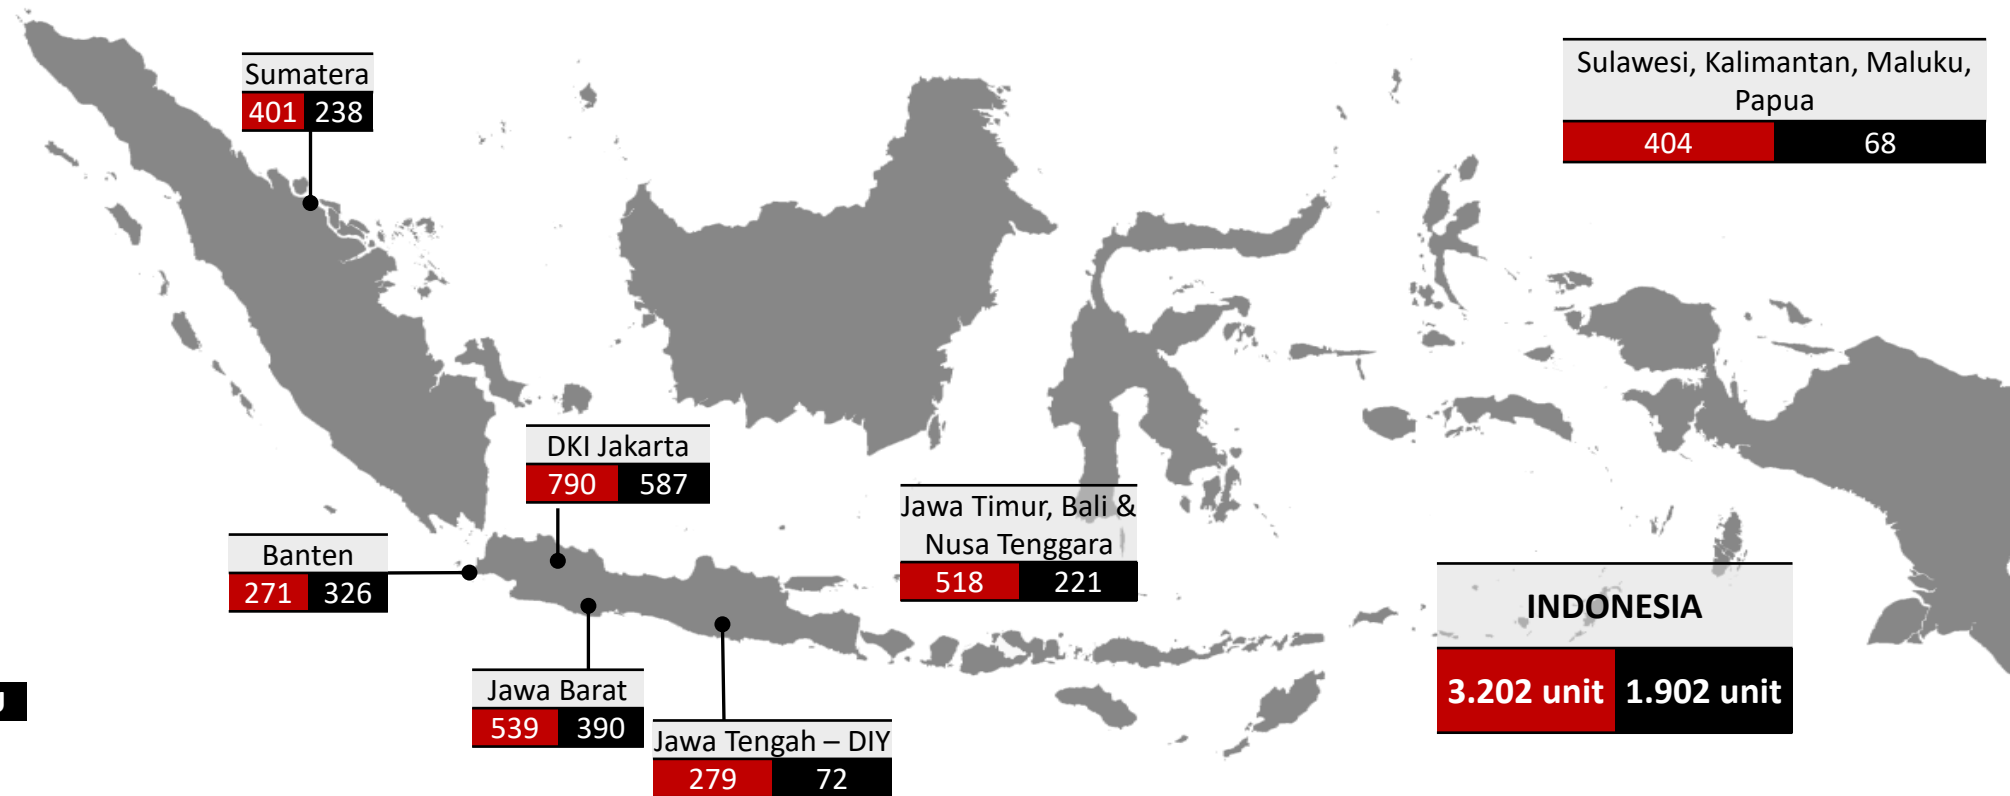 Sumatera
401 238
Sulawesi, Kalimantan, Maluku,
Papua
404 68
DKI Jakarta
790 587
Jawa Timur, Bali &
Nusa Tenggara
518 221
Banten
271 326
INDONESIA
3.202 unit 1.902 unit
Jawa Barat
539 390
Jawa Tengah – DIY
279 72